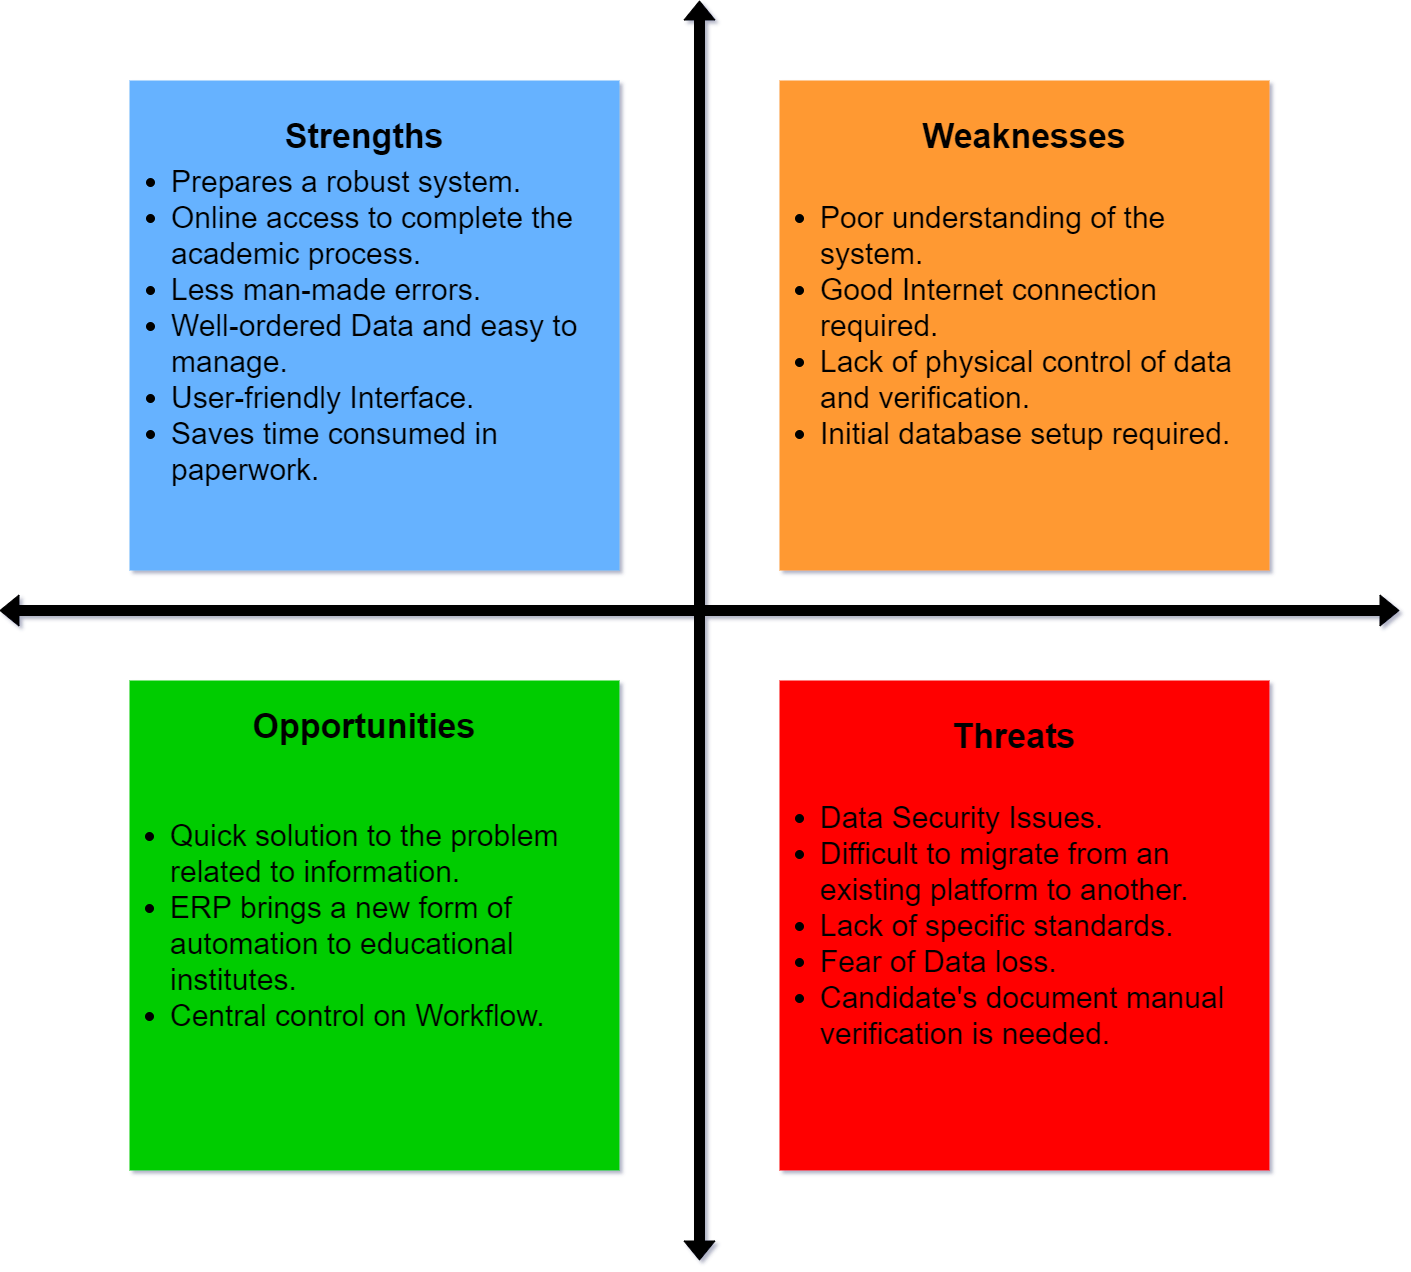 Strengths
• Prepares a robust system.
• Online access to complete the
academic process.
• Less man-made errors.
• Well-ordered Data and easy to
manage.
• User-friendly Interface.
• Saves time consumed in
paperwork.
Weaknesses
• Poor understanding of the
system.
• Good Internet connection
required.
• Lack of physical control of data
and verification.
• Initial database setup required.
Opportunities
• Quick solution to the problem
related to information.
• ERP brings a new form of
automation to educational
institutes.
• Central control on Workflow.
Threats
• Data Security Issues.
• Difficult to migrate from an
existing platform to another.
• Lack of specific standards.
• Fear of Data loss.
• Candidate's document manual
verification is needed.